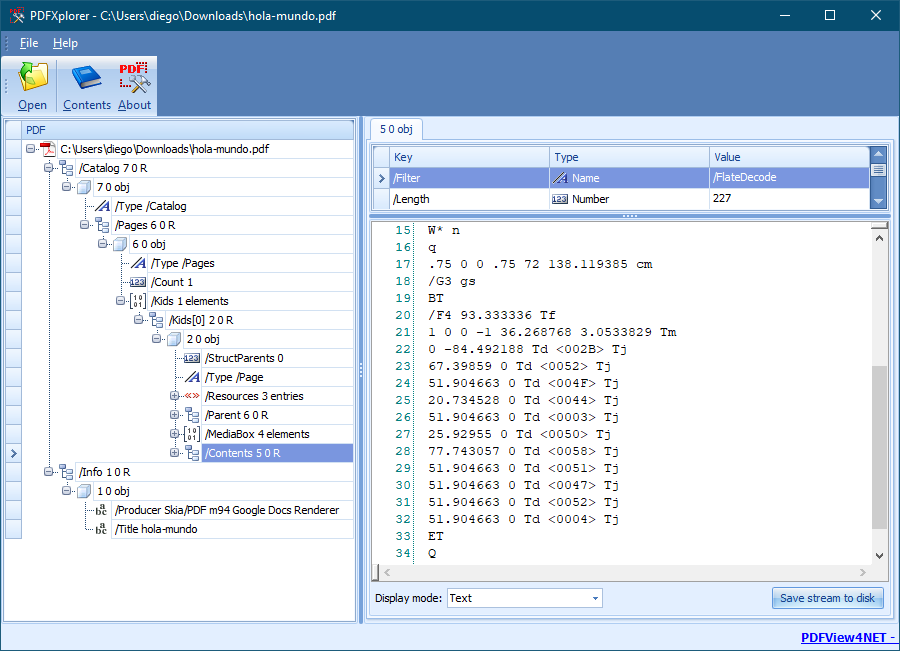 PDFXplorer - C:\Users\diego\Downloads\hola-mundo.pdf
File Help
Open Contents About
PDF
C:\Users\diego\Downloads\hola-mundo.pdf
/Catalog 7 0 R
7 0 obj
/Type /Catalog
/Pages 6 0 R
6 0 obj
/Type /Pages
/Count 1
/Kids 1 elements
/Kids[0] 2 0 R
2 0 obj
/StructParents 0
/Type /Page
/Resources 3 entries
/Parent 6 0 R
/MediaBox 4 elements
/Contents 5 0 R
/Info 1 0 R
1 0 obj
/Producer Skia/PDF m94 Google Docs Renderer
/Title hola-mundo
5 0 obj
Key Type Value
/Filter Name /FlateDecode
/Length Number 227
15 W* n
16 q
17 .75 0 0 .75 72 138.119385 cm
18 /G3 gs
19 BT
20 /F4 93.333336 Tf
21 1 0 0 -1 36.268768 3.0533829 Tm
22 0 -84.492188 Td <002B> Tj
23 67.39859 0 Td <0052> Tj
24 51.904663 0 Td <004F> Tj
25 20.734528 0 Td <0044> Tj
26 51.904663 0 Td <0003> Tj
27 25.92955 0 Td <0050> Tj
28 77.743057 0 Td <0058> Tj
29 51.904663 0 Td <0051> Tj
30 51.904663 0 Td <0047> Tj
31 51.904663 0 Td <0052> Tj
32 51.904663 0 Td <0004> Tj
33 ET
34 Q
Display mode: Text Save stream to disk
PDFView4NET -